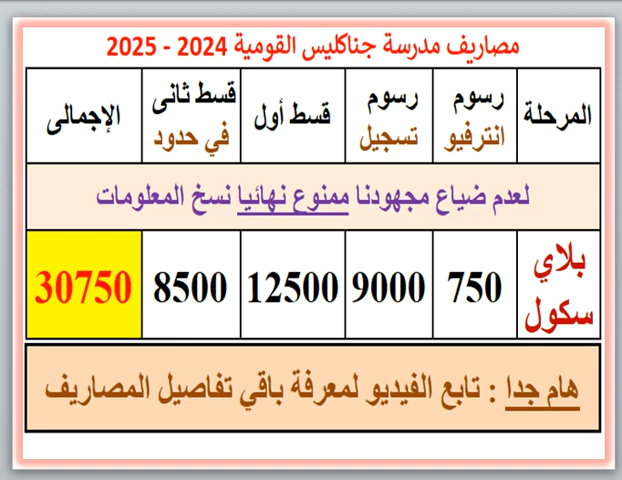 مصاريف مدرسة جناكليس القومية 2024 - 2025
المرحلة رسوم انترفيو رسوم تسجيل قسط أول قسط ثانى في حدود الإجمالى
لعدم ضياع مجهودنا ممنوع نهائيا نسخ المعلومات
بلاي سكول 750 9000 12500 8500 30750
هام جدا : تابع الفيديو لمعرفة باقي تفاصيل المصاريف